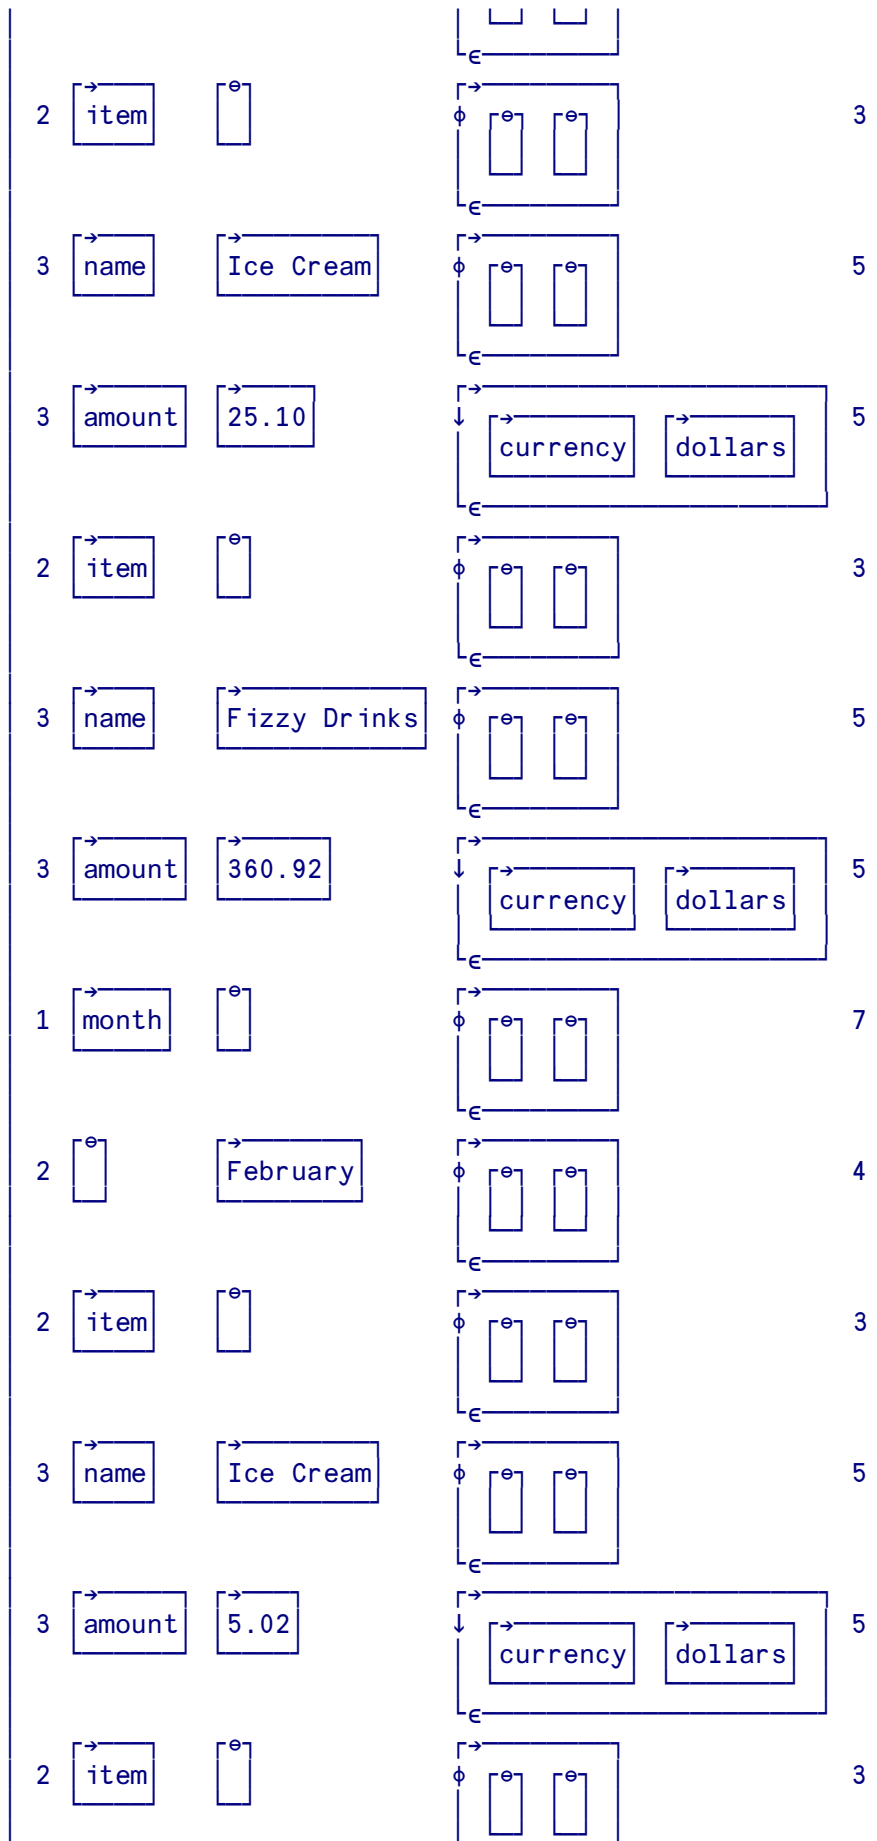 2 item 3
3 name Ice Cream 5
3 amount 25.10 5
currency dollars
2 item 3
3 name Fizzy Drinks 5
3 amount 360.92 5
currency dollars
1 month 7
2 February 4
2 item 3
3 name Ice Cream 5
3 amount 5.02 5
currency dollars
2 item 3